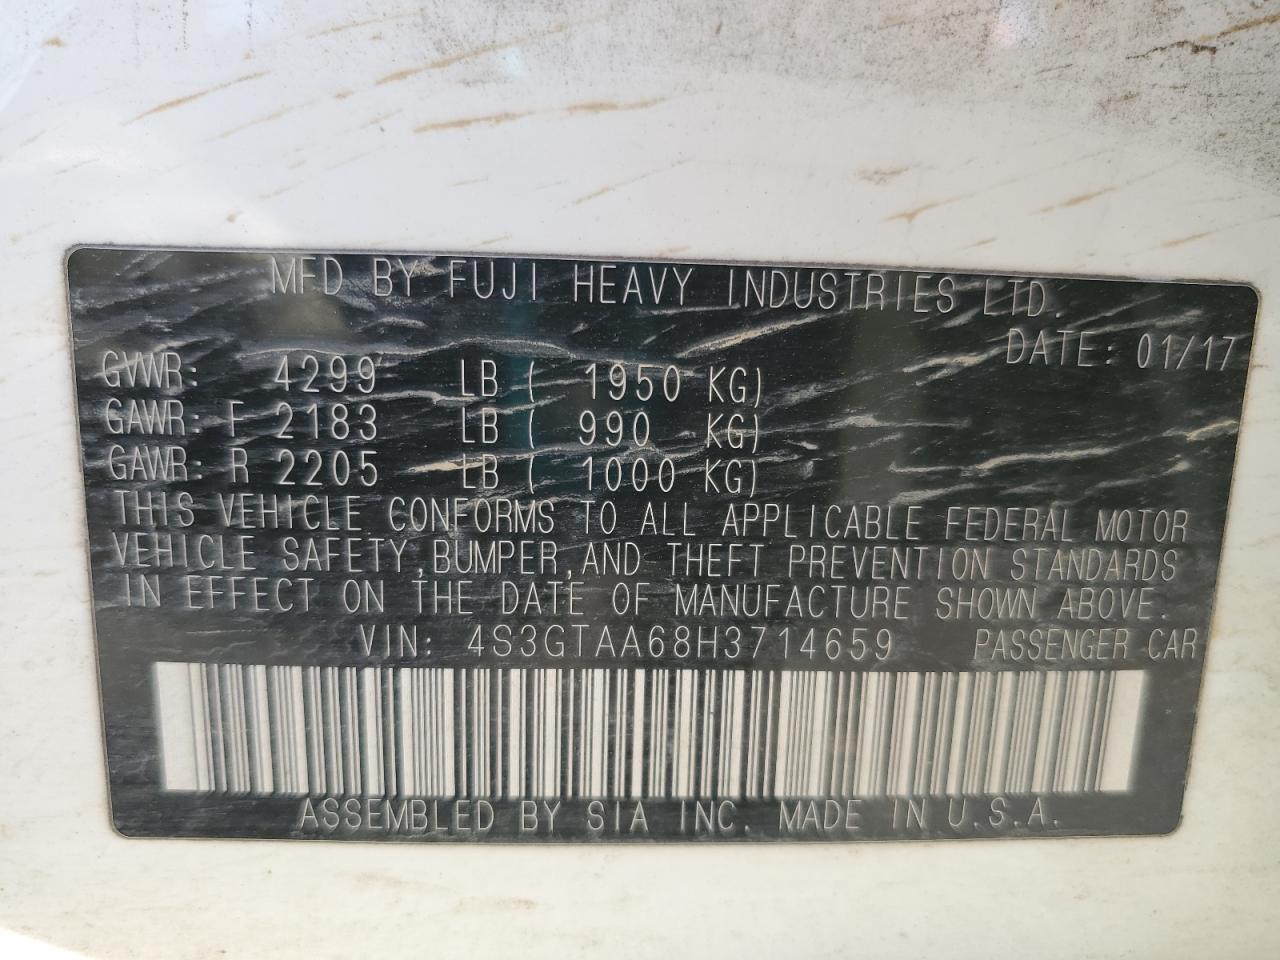 MFD BY FUJI HEAVY INDUSTRIES LTD.
DATE: 01/17
GVWR: 4299 LB ( 1950 KG)
GAWR: F 2183 LB ( 990 KG)
GAWR: R 2205 LB ( 1000 KG)
THIS VEHICLE CONFORMS TO ALL APPLICABLE FEDERAL MOTOR
VEHICLE SAFETY, BUMPER, AND THEFT PREVENTION STANDARDS
IN EFFECT ON THE DATE OF MANUFACTURE SHOWN ABOVE.
VIN: 4S3GTAA68H3714659 PASSENGER CAR
ASSEMBLED BY SIA INC. MADE IN U.S.A.